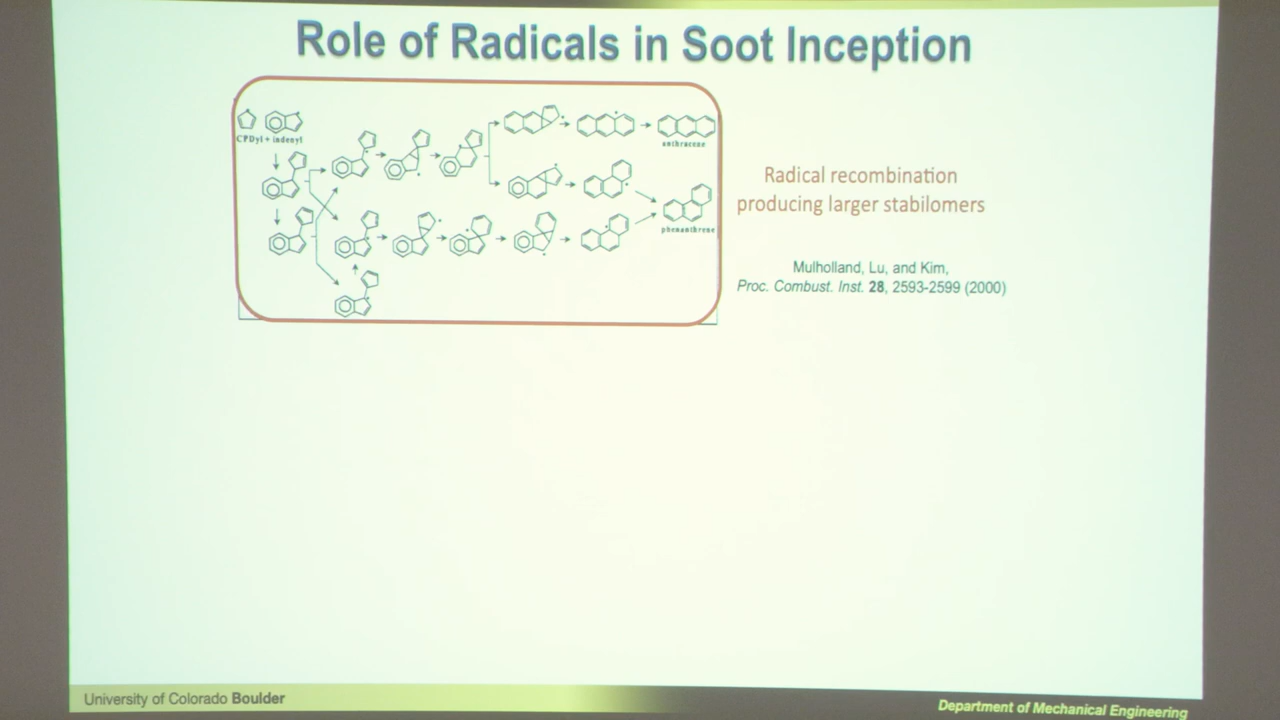 Role of Radicals in Soot Inception
CPDyl + indenyl
anthracene
phenanthrene
Radical recombination
producing larger stabilomers
Mulholland, Lu, and Kim,
Proc. Combust. Inst. 28, 2593-2599 (2000)
University of Colorado Boulder
Department of Mechanical Engineering